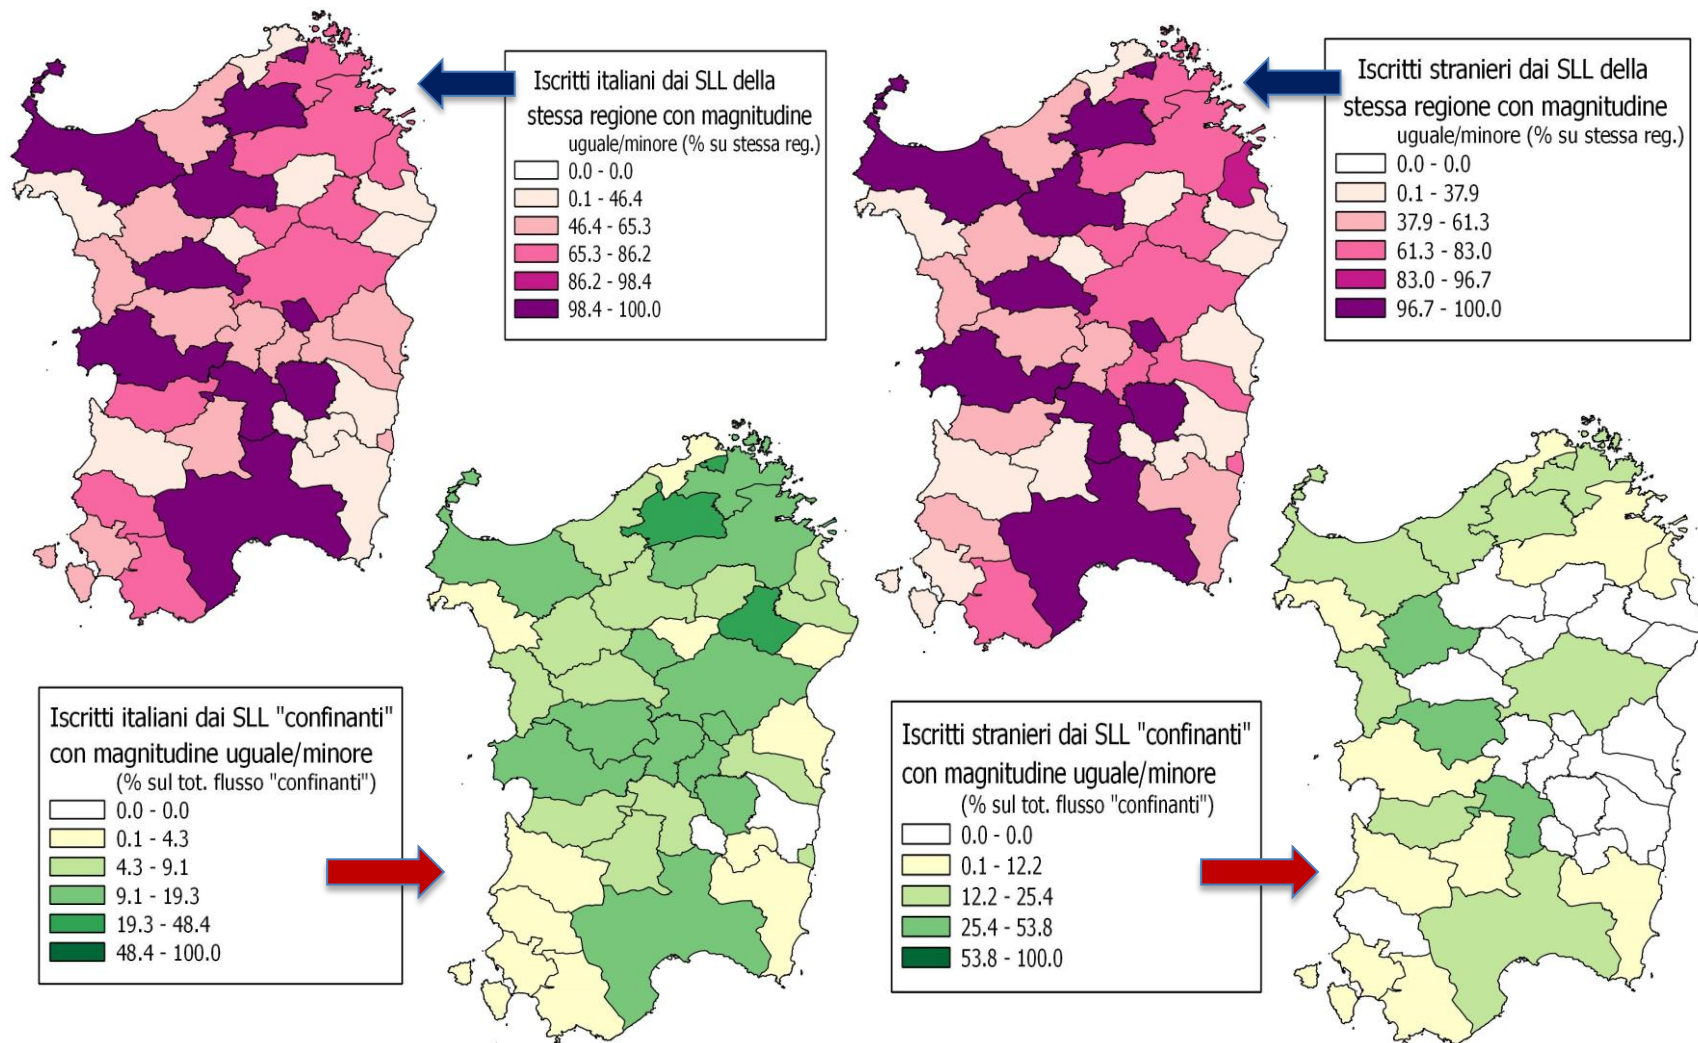 Iscritti italiani dai SLL della
stessa regione con magnitudine
uguale/minore (% su stessa reg.)
0.0 - 0.0
0.1 - 46.4
46.4 - 65.3
65.3 - 86.2
86.2 - 98.4
98.4 - 100.0
Iscritti stranieri dai SLL della
stessa regione con magnitudine
uguale/minore (% su stessa reg.)
0.0 - 0.0
0.1 - 37.9
37.9 - 61.3
61.3 - 83.0
83.0 - 96.7
96.7 - 100.0
Iscritti italiani dai SLL "confinanti"
con magnitudine uguale/minore
(% sul tot. flusso "confinanti")
0.0 - 0.0
0.1 - 4.3
4.3 - 9.1
9.1 - 19.3
19.3 - 48.4
48.4 - 100.0
Iscritti stranieri dai SLL "confinanti"
con magnitudine uguale/minore
(% sul tot. flusso "confinanti")
0.0 - 0.0
0.1 - 12.2
12.2 - 25.4
25.4 - 53.8
53.8 - 100.0